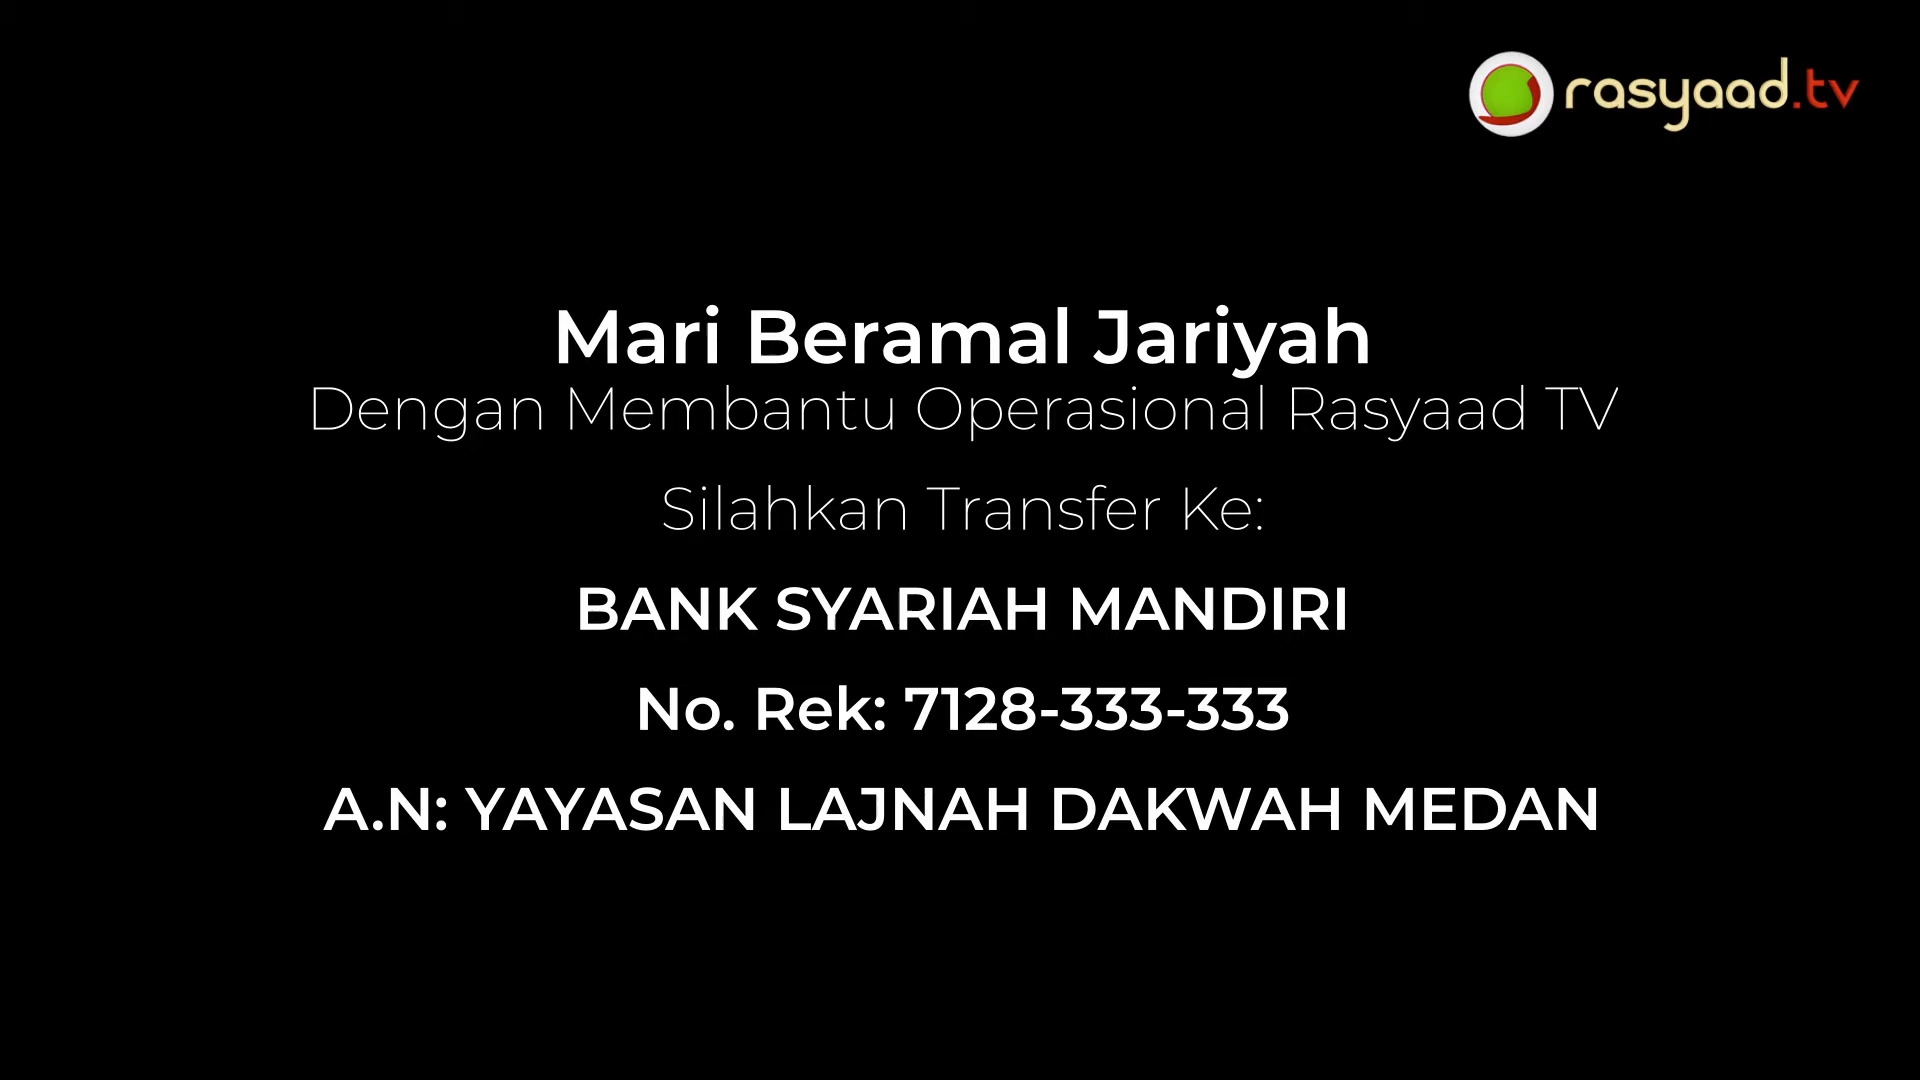 rasyaad.tv
Mari Beramal Jariyah
Dengan Membantu Operasional Rasyaad TV
Silahkan Transfer Ke:
BANK SYARIAH MANDIRI
No. Rek: 7128-333-333
A.N: YAYASAN LAJNAH DAKWAH MEDAN